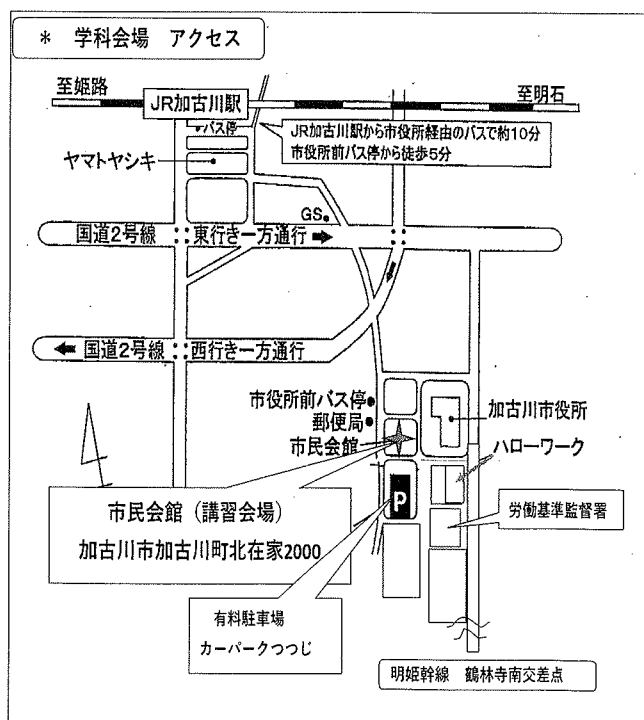 * 学科会場 アクセス
至姫路
JR加古川駅
至明石
バス停
JR加古川駅から市役所経由のバスで約10分
市役所前バス停から徒歩5分
ヤマトヤシキ
GS
国道2号線 東行き一方通行
国道2号線 西行き一方通行
市役所前バス停
郵便局
市民会館
加古川市役所
ハローワーク
労働基準監督署
市民会館 (講習会場)
加古川市加古川町北在家2000
P
有料駐車場
カーパークつつじ
明姫幹線 鶴林寺南交差点